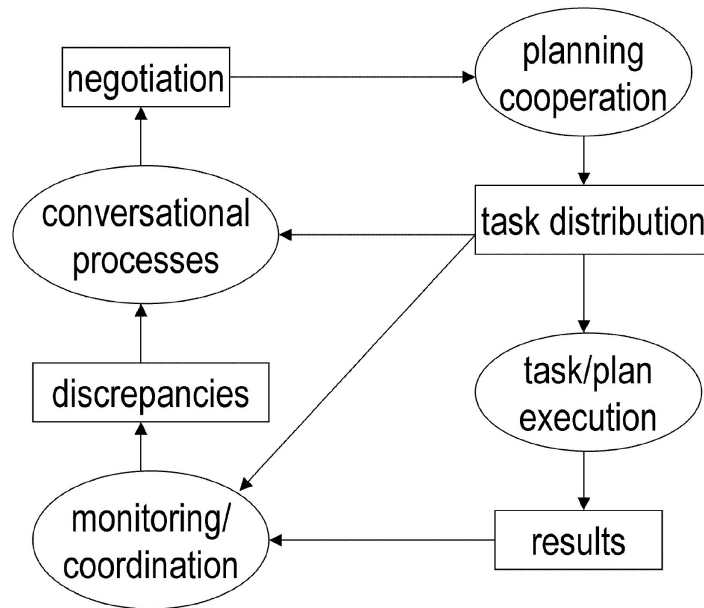 negotiation
planning
cooperation
conversational
processes
task distribution
discrepancies
task/plan
execution
monitoring/
coordination
results